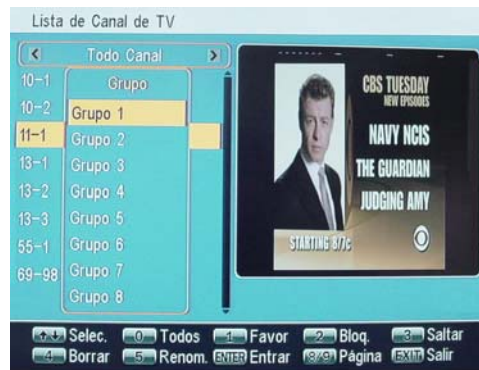 Lista de Canal de TV
Todo Canal
10-1
10-2
11-1
13-1
13-2
13-3
55-1
69-98
Grupo
Grupo 1
Grupo 2
Grupo 3
Grupo 4
Grupo 5
Grupo 6
Grupo 7
Grupo 8
CBS TUESDAY
NEW EPISODES
NAVY NCIS
THE GUARDIAN
JUDGING AMY
STARTING 8/7c
Selec. 0 Todos 1 Favor 2 Bloq. 3 Saltar
4 Borrar 5 Renom. ENTER Entrar 8/9 Página EXIT Salir